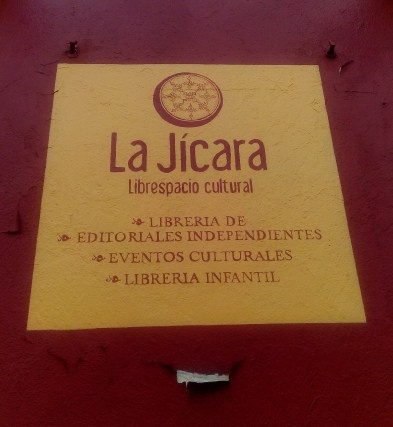 La Jícara
Librespacio cultural
LIBRERIA DE
EDITORIALES INDEPENDIENTES
EVENTOS CULTURALES
LIBRERIA INFANTIL